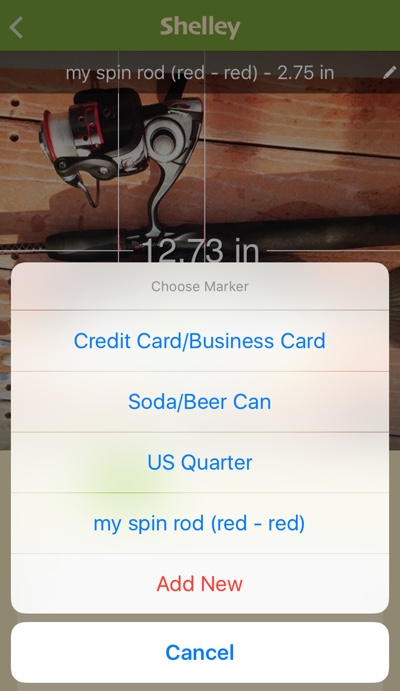 Shelley
my spin rod (red - red) - 2.75 in
12.73 in
Choose Marker
Credit Card/Business Card
Soda/Beer Can
US Quarter
my spin rod (red - red)
Add New
Cancel